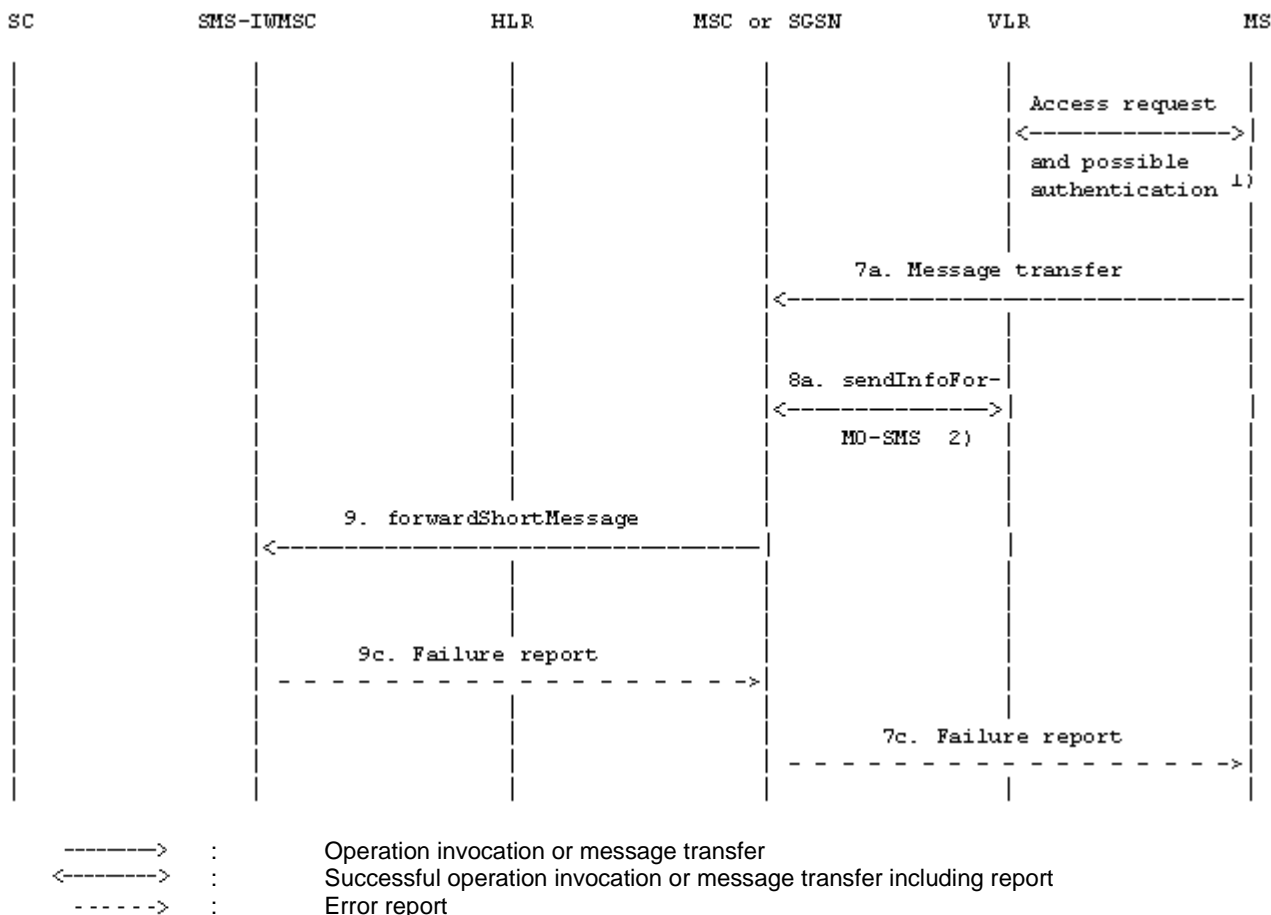 SC SMS-IWMSC HLR MSC or SGSN VLR MS
Access request
and possible
authentication 1)
7a. Message transfer
8a. sendInfoFor-
MO-SMS 2)
9. forwardShortMessage
9c. Failure report
7c. Failure report
: Operation invocation or message transfer
: Successful operation invocation or message transfer including report
: Error report